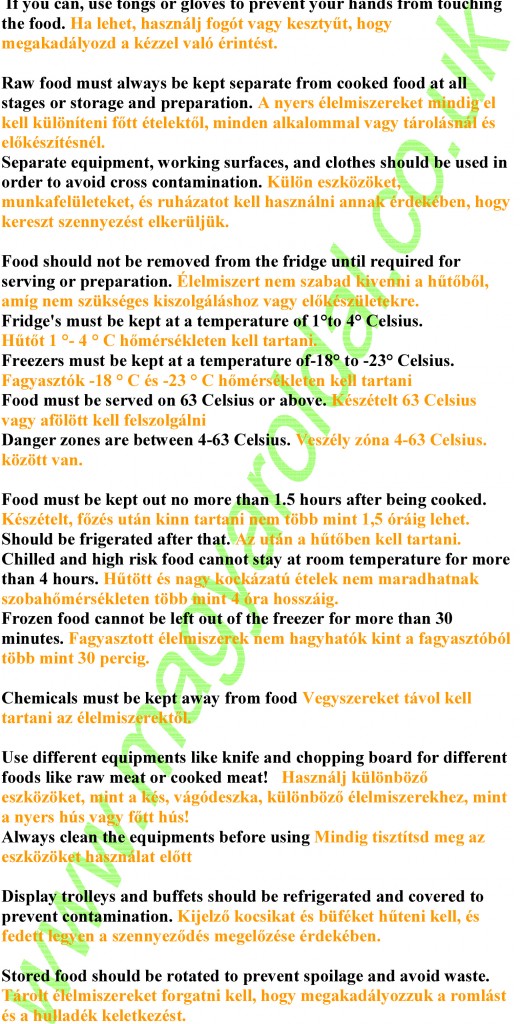 If you can, use tongs or gloves to prevent your hands from touching
the food. Ha lehet, használj fogót vagy kesztyűt, hogy
megakadályozd a kézzel való érintést.
Raw food must always be kept separate from cooked food at all
stages or storage and preparation. A nyers élelmiszereket mindig el
kell különíteni főtt ételektől, minden alkalommal vagy tárolásnál és
előkészítésnél.
Separate equipment, working surfaces, and clothes should be used in
order to avoid cross contamination. Külön eszközöket,
munkafelületeket, és ruházatot kell használni annak érdekében, hogy
kereszt szennyezést elkerüljük.
Food should not be removed from the fridge until required for
serving or preparation. Élelmiszert nem szabad kivenni a hűtőből,
amíg nem szükséges kiszolgáláshoz vagy előkészületekre.
Fridge's must be kept at a temperature of 1°to 4° Celsius.
Hűtőt 1 °- 4 ° C hőmérsékleten kell tartani.
Freezers must be kept at a temperature of-18° to -23° Celsius.
Fagyasztók -18 ° C és -23 ° C hőmérsékleten kell tartani
Food must be served on 63 Celsius or above. Készételt 63 Celsius
vagy afölött kell felszolgálni
Danger zones are between 4-63 Celsius. Veszély zóna 4-63 Celsius.
között van.
Food must be kept out no more than 1.5 hours after being cooked.
Készételt, főzés után kinn tartani nem több mint 1,5 óráig lehet.
Should be frigerated after that. Az után a hűtőben kell tartani.
Chilled and high risk food cannot stay at room temperature for more
than 4 hours. Hűtött és nagy kockázatú ételek nem maradhatnak
szobahőmérsékleten több mint 4 óra hosszáig.
Frozen food cannot be left out of the freezer for more than 30
minutes. Fagyasztott élelmiszerek nem hagyhatók kint a fagyasztóból
több mint 30 percig.
Chemicals must be kept away from food Vegyszereket távol kell
tartani az élelmiszerektől.
Use different equipments like knife and chopping board for different
foods like raw meat or cooked meat! Használj különböző
eszközöket, mint a kés, vágódeszka, különböző élelmiszerekhez, mint
a nyers hús vagy főtt hús!
Always clean the equipments before using Mindig tisztítsd meg az
eszközöket használat előtt
Display trolleys and buffets should be refrigerated and covered to
prevent contamination. Kijelző kocsikat és büféket hűteni kell, és
fedett legyen a szennyeződés megelőzése érdekében.
Stored food should be rotated to prevent spoilage and avoid waste.
Tárolt élelmiszereket forgatni kell, hogy megakadályozzuk a romlást
és a hulladék keletkezést.
www.magyaroldal.co.uk